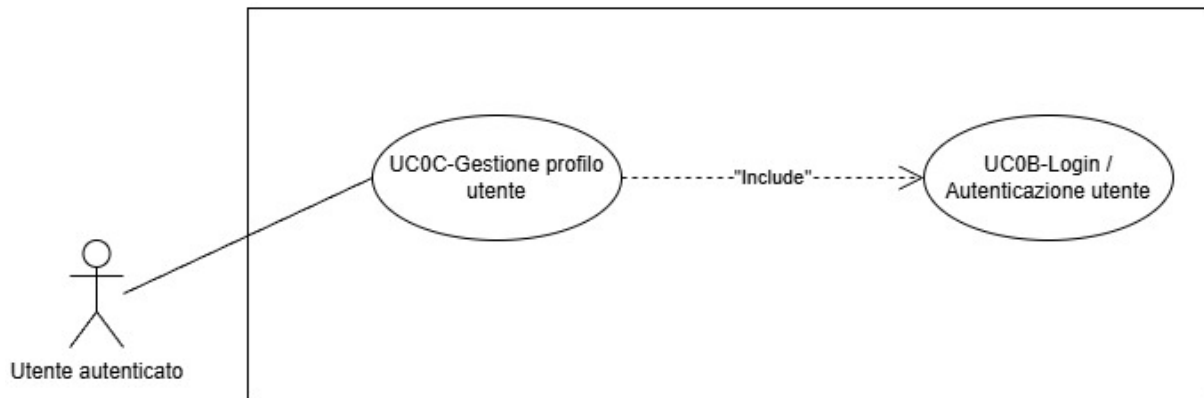 UC0C-Gestione profilo
utente
"Include"
UC0B-Login /
Autenticazione utente
Utente autenticato